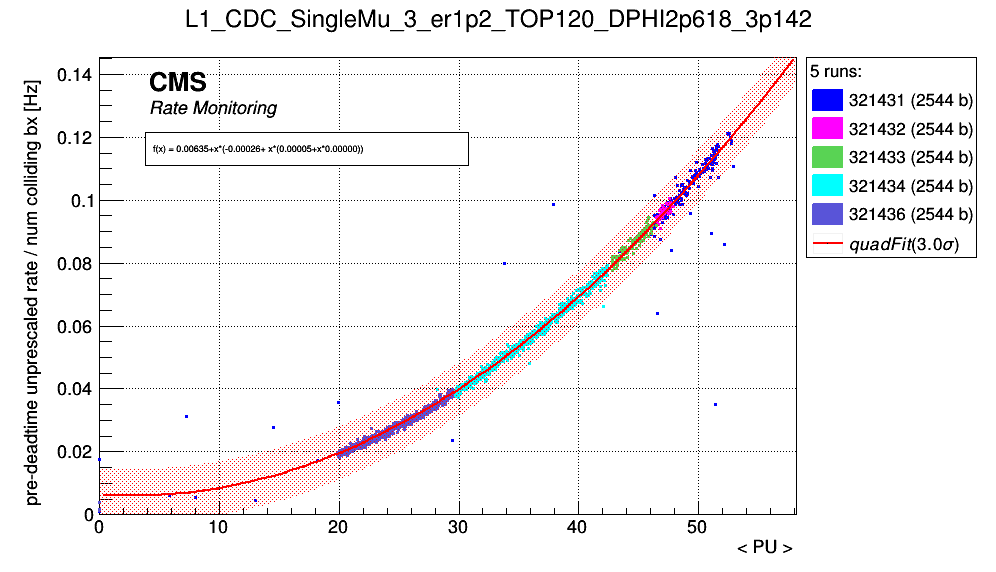 L1_CDC_SingleMu_3_er1p2_TOP120_DPHI2p618_3p142
pre-deadtime unprescaled rate / num colliding bx [Hz]
0.14
0.12
0.1
0.08
0.06
0.04
0.02
0
CMS
Rate Monitoring
f(x) = 0.00635+x*(-0.00026+ x*(0.00005+x*0.00000))
0 10 20 30 40 50
< PU >
5 runs:
321431 (2544 b)
321432 (2544 b)
321433 (2544 b)
321434 (2544 b)
321436 (2544 b)
quadFit(3.0σ)